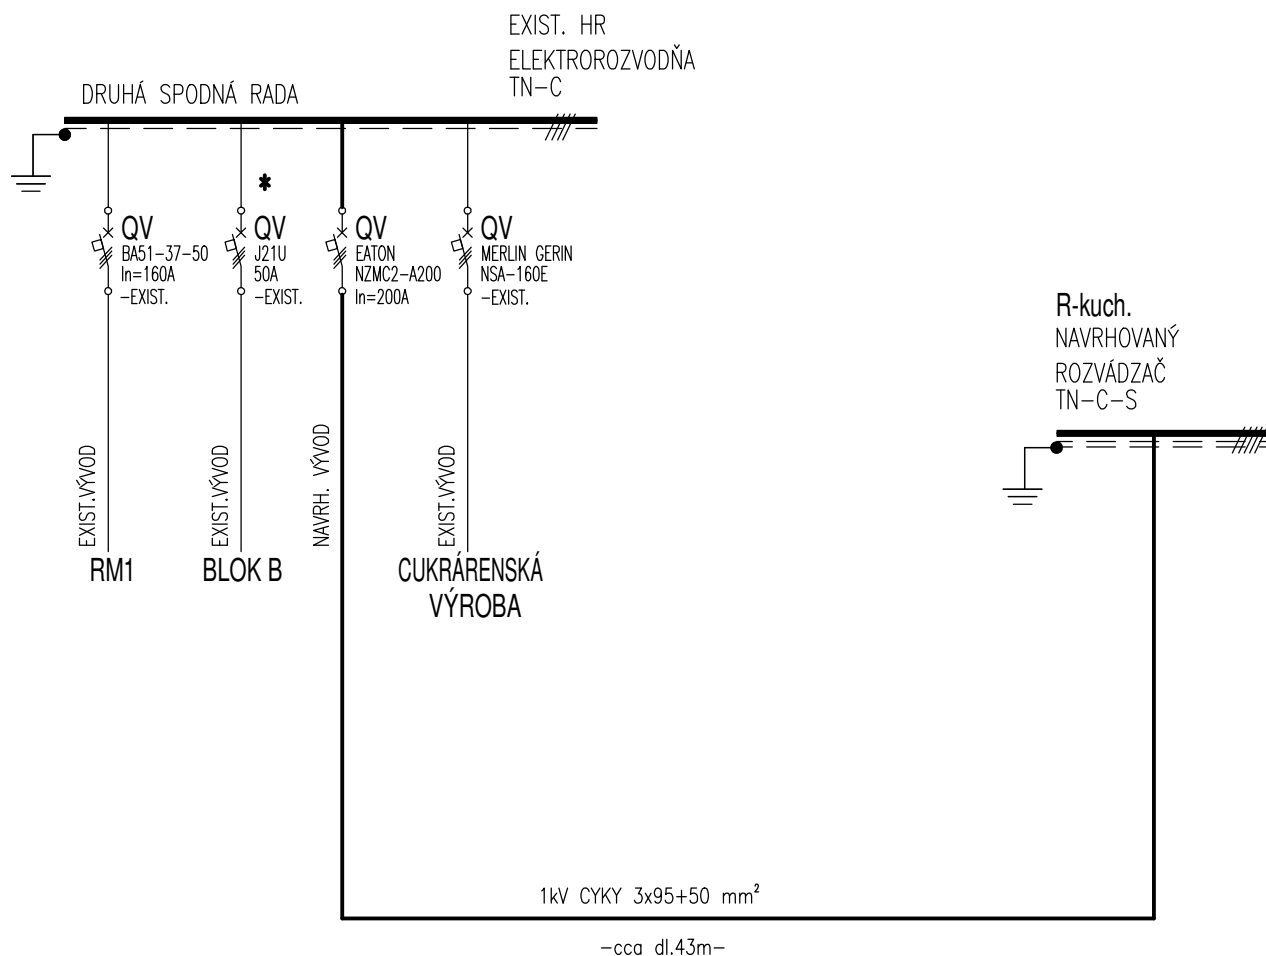 EXIST. HR
ELEKTROROZVODŇA
TN-C
DRUHÁ SPODNÁ RADA
*
QV
BA51-37-50
In=160A
-EXIST.
QV
J21U
50A
-EXIST.
QV
EATON
NZMC2-A200
In=200A
QV
MERLIN GERIN
NSA-160E
-EXIST.
R-kuch.
NAVRHOVANÝ
ROZVÁDZAČ
TN-C-S
EXIST.VÝVOD
EXIST.VÝVOD
NAVRH. VÝVOD
EXIST.VÝVOD
RM1
BLOK B
CUKRÁRENSKÁ
VÝROBA
1kV CYKY 3x95+50 mm²
-cca dl.43m-